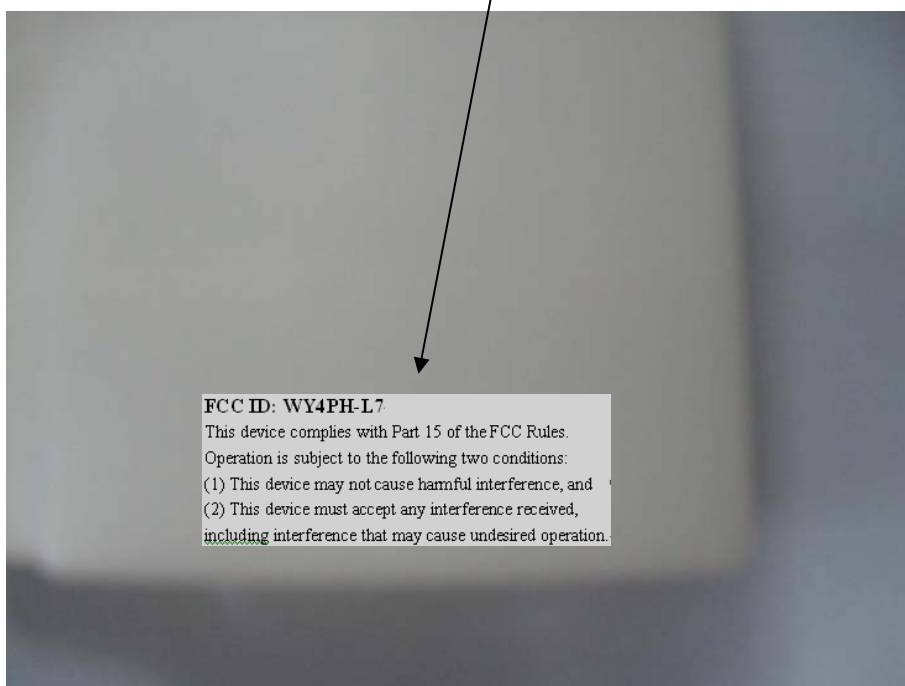 FCC ID: WY4PH-L7
This device complies with Part 15 of the FCC Rules.
Operation is subject to the following two conditions:
(1) This device may not cause harmful interference, and
(2) This device must accept any interference received,
including interference that may cause undesired operation.